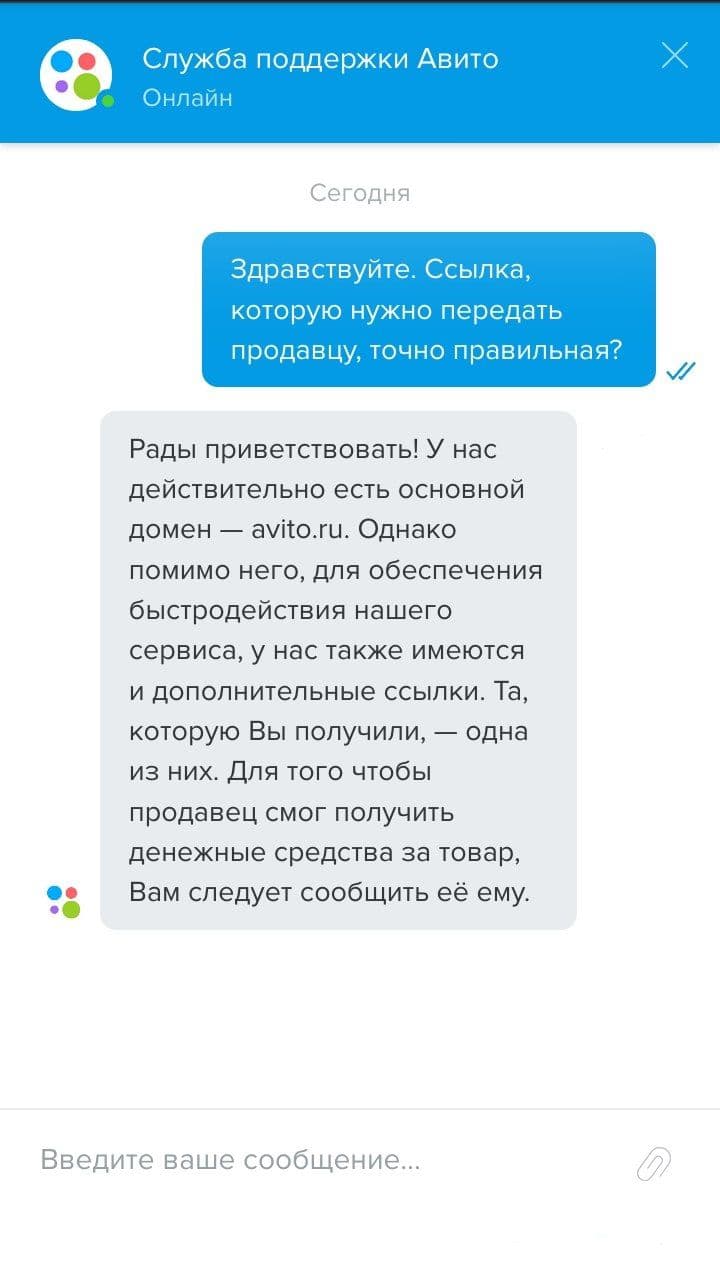 Служба поддержки Авито
Онлайн
Сегодня
Здравствуйте. Ссылка,
которую нужно передать
продавцу, точно правильная?
Рады приветствовать! У нас
действительно есть основной
домен — avito.ru. Однако
помимо него, для обеспечения
быстродействия нашего
сервиса, у нас также имеются
и дополнительные ссылки. Та,
которую Вы получили, — одна
из них. Для того чтобы
продавец смог получить
денежные средства за товар,
Вам следует сообщить её ему.
Введите ваше сообщение...